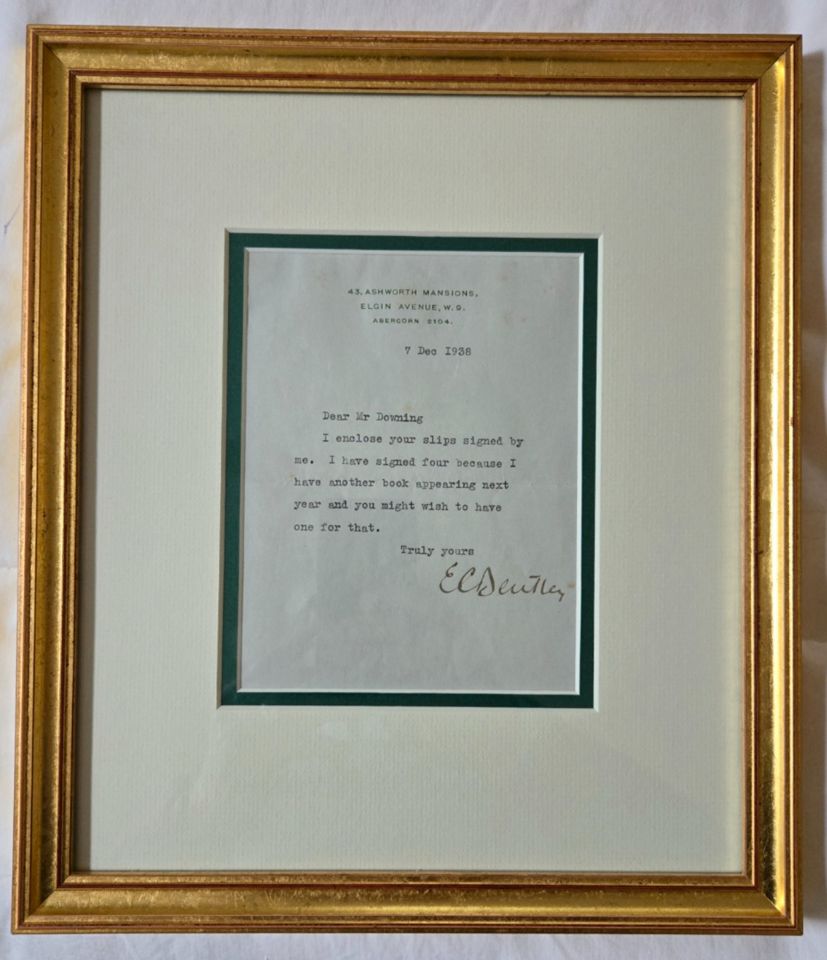 43, ASHWORTH MANSIONS,
ELGIN AVENUE, W. 9.
ABERCORN 2104.
7 Dec 1938
Dear Mr Downing
I enclose your slips signed by
me. I have signed four because I
have another book appearing next
year and you might wish to have
one for that.
Truly yours
E C Bentley